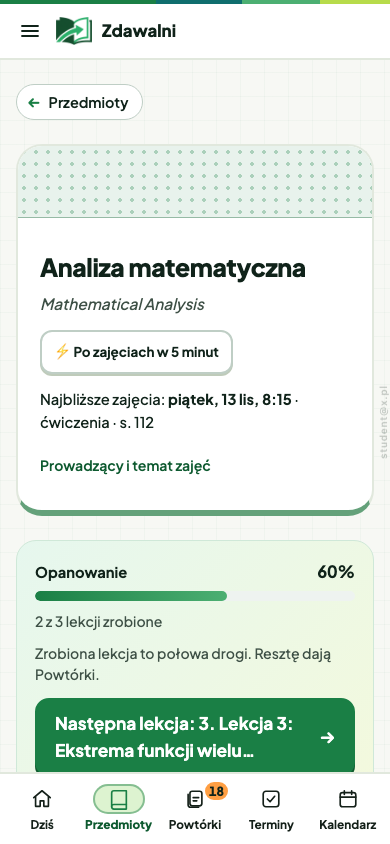 Zdawalni
← Przedmioty
Analiza matematyczna
Mathematical Analysis
⚡ Po zajęciach w 5 minut
Najbliższe zajęcia: piątek, 13 lis, 8:15 ·
ćwiczenia · s. 112
Prowadzący i temat zajęć
student@x.pl
Opanowanie 60%
2 z 3 lekcji zrobione
Zrobiona lekcja to połowa drogi. Resztę dają
Powtórki.
Następna lekcja: 3. Lekcja 3:
Ekstrema funkcji wielu… →
18
Dziś Przedmioty Powtórki Terminy Kalendarz